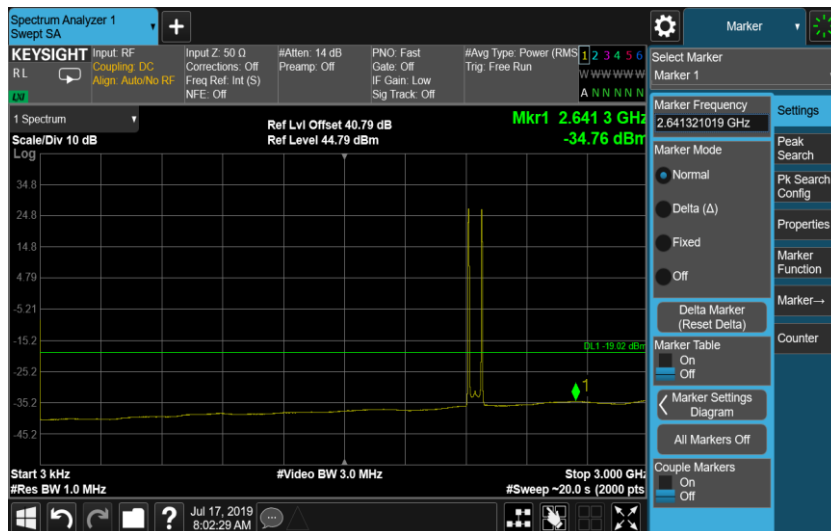 Spectrum Analyzer 1
Swept SA
+
Marker
KEYSIGHT
RL
LXI
Input: RF
Coupling: DC
Align: Auto/No RF
Input Z: 50 Ω
Corrections: Off
Freq Ref: Int (S)
NFE: Off
#Atten: 14 dB
Preamp: Off
PNO: Fast
Gate: Off
IF Gain: Low
Sig Track: Off
#Avg Type: Power (RMS
Trig: Free Run
1 2 3 4 5 6
W W W W W W
A N N N N N
Select Marker
Marker 1
1 Spectrum
Scale/Div 10 dB
Log
Ref Lvl Offset 40.79 dB
Ref Level 44.79 dBm
Mkr1 2.641 3 GHz
-34.76 dBm
34.8
24.8
14.8
4.79
-5.21
-15.2
-25.2
-35.2
-45.2
DL1 -19.02 dBm
1
Start 3 kHz
#Res BW 1.0 MHz
#Video BW 3.0 MHz
Stop 3.000 GHz
#Sweep ~20.0 s (2000 pts
Marker Frequency
2.641321019 GHz
Marker Mode
Normal
Delta (Δ)
Fixed
Off
Delta Marker
(Reset Delta)
Marker Table
On
Off
Marker Settings
Diagram
All Markers Off
Couple Markers
On
Off
Settings
Peak
Search
Pk Search
Config
Properties
Marker
Function
Marker→
Counter
?
Jul 17, 2019
8:02:29 AM